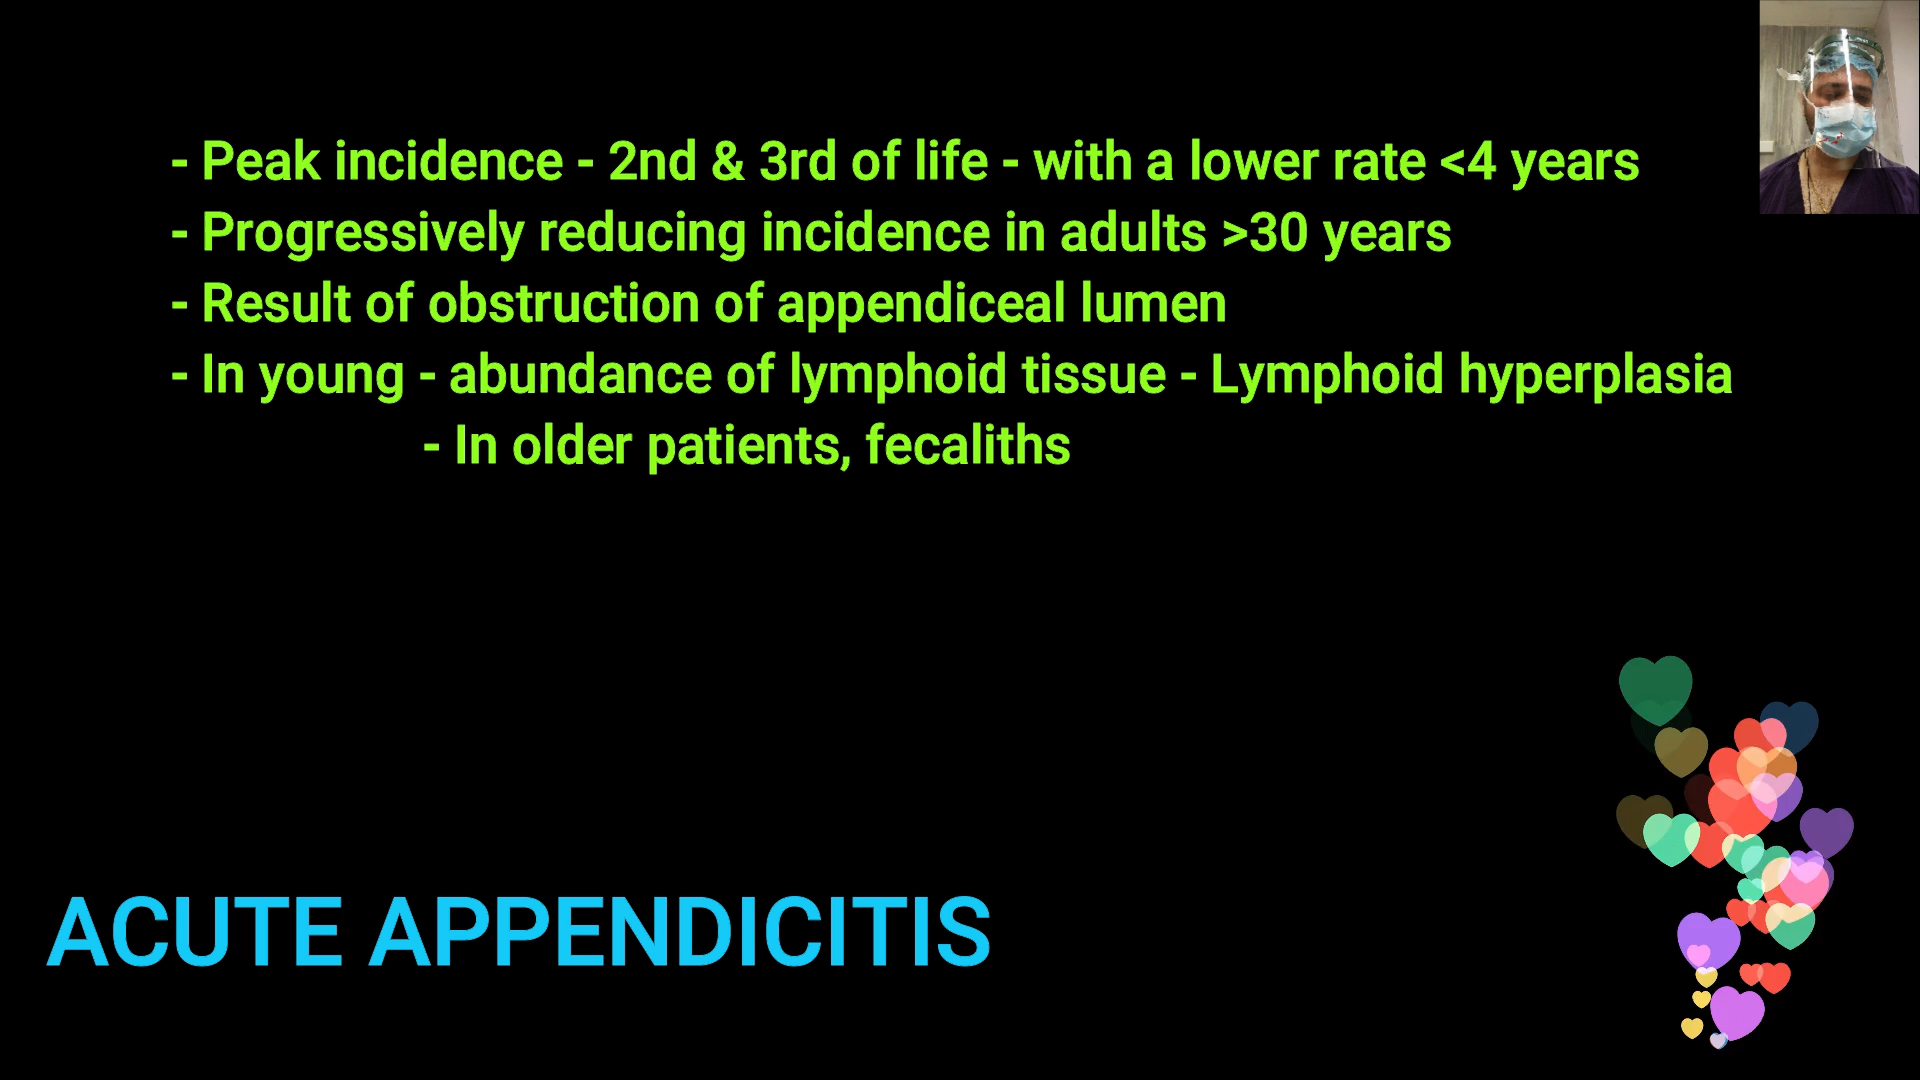 - Peak incidence - 2nd & 3rd of life - with a lower rate <4 years
- Progressively reducing incidence in adults >30 years
- Result of obstruction of appendiceal lumen
- In young - abundance of lymphoid tissue - Lymphoid hyperplasia
- In older patients, fecaliths
ACUTE APPENDICITIS